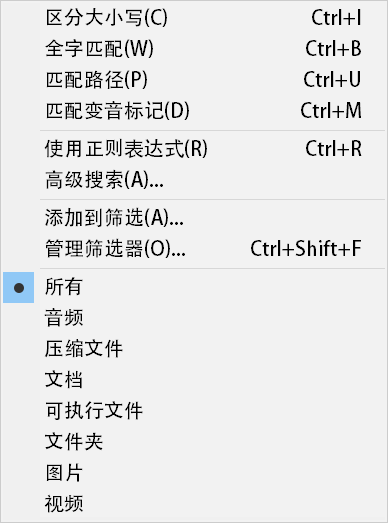 区分大小写(C) Ctrl+I
全字匹配(W) Ctrl+B
匹配路径(P) Ctrl+U
匹配变音标记(D) Ctrl+M
使用正则表达式(R) Ctrl+R
高级搜索(A)...
添加到筛选(A)...
管理筛选器(O)... Ctrl+Shift+F
所有
音频
压缩文件
文档
可执行文件
文件夹
图片
视频